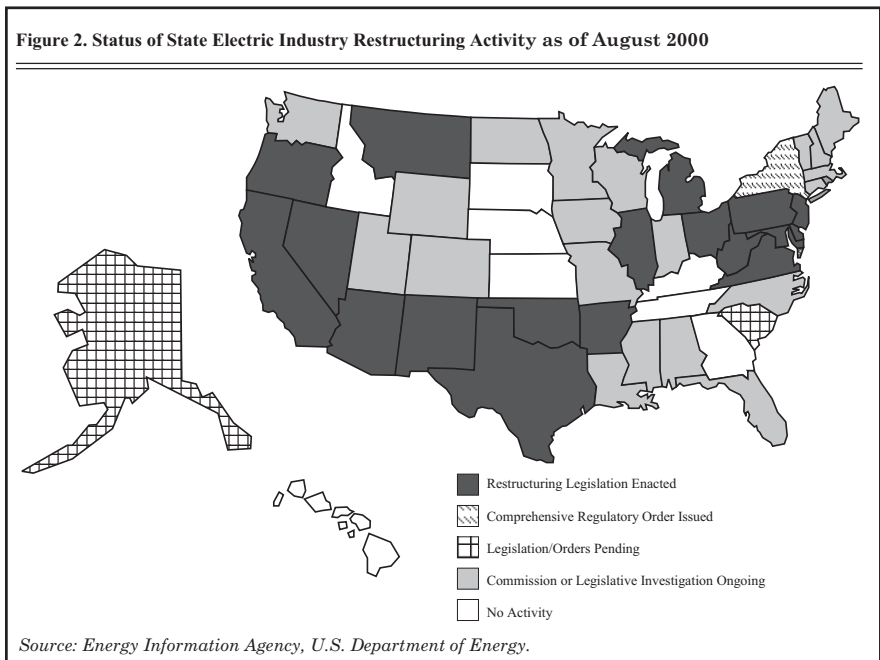 Figure 2. Status of State Electric Industry Restructuring Activity as of August 2000
Restructuring Legislation Enacted
Comprehensive Regulatory Order Issued
Legislation/Orders Pending
Commission or Legislative Investigation Ongoing
No Activity
Source: Energy Information Agency, U.S. Department of Energy.